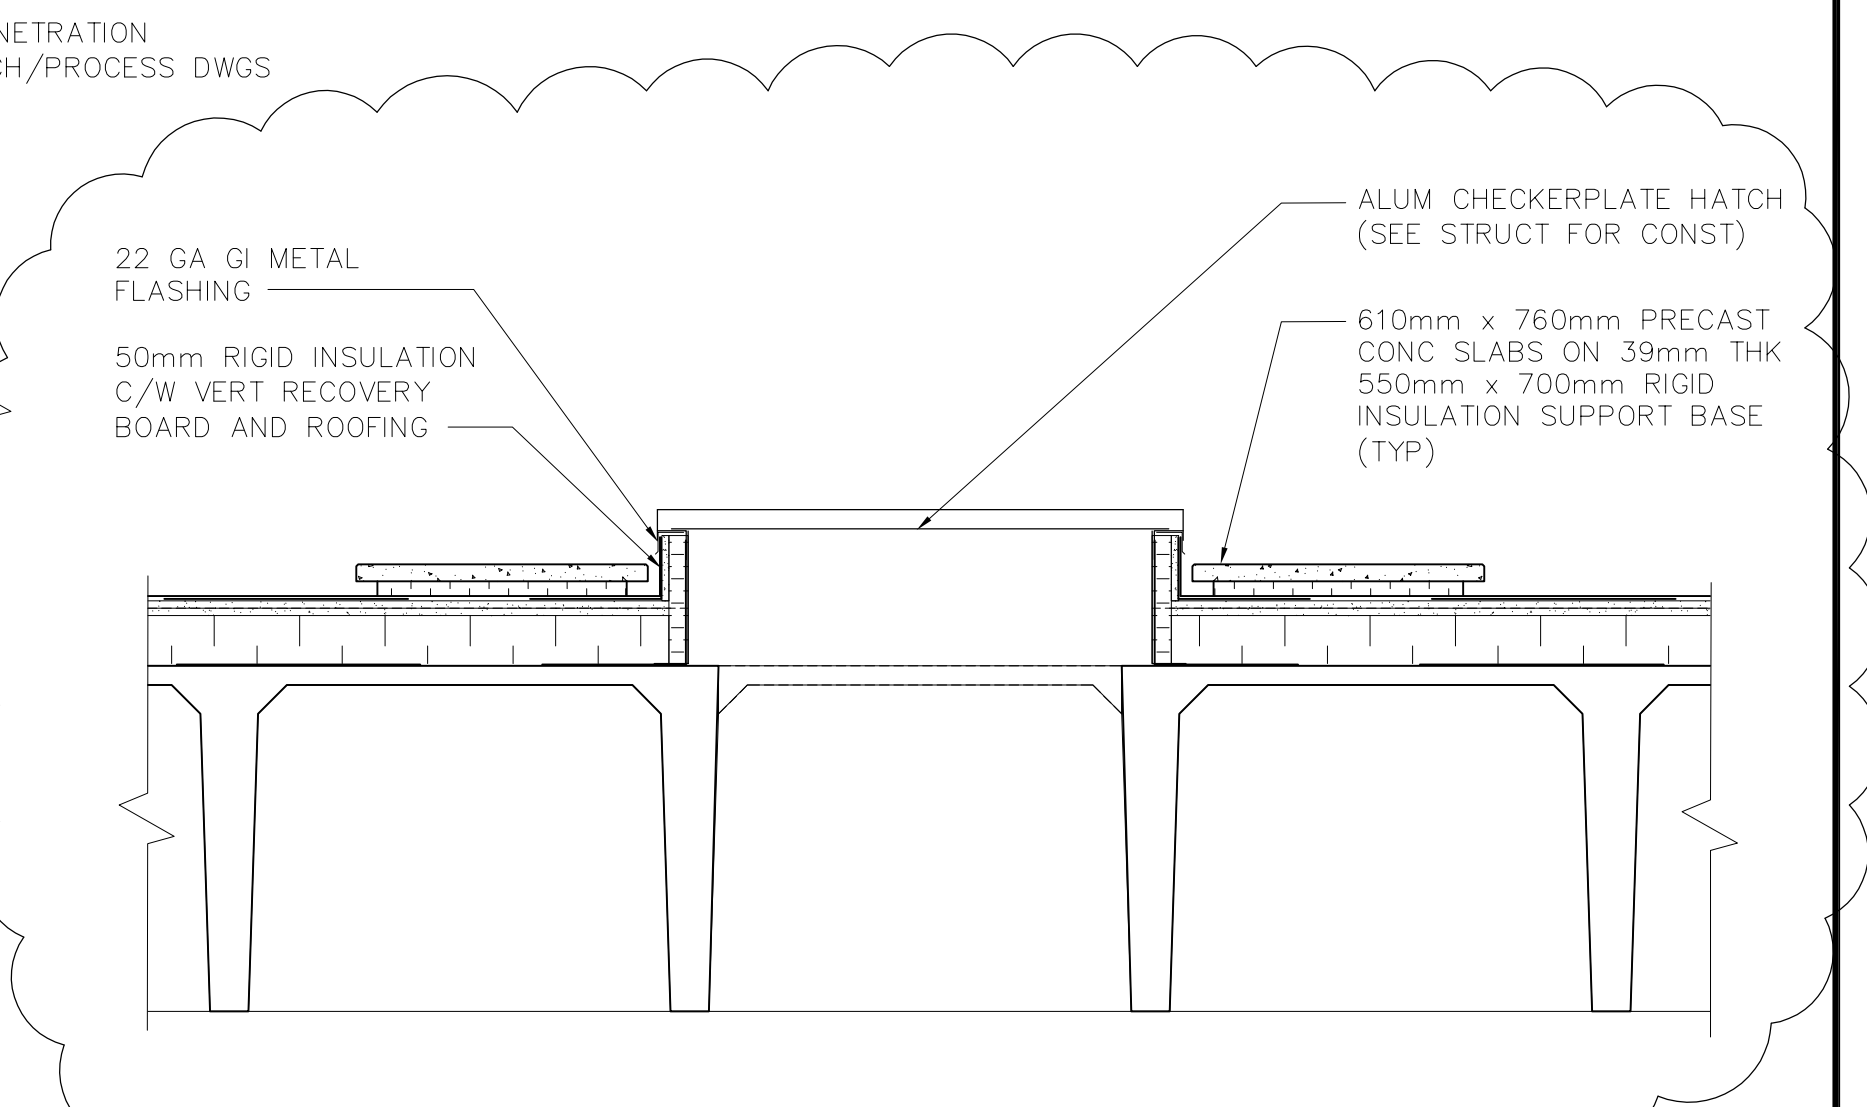 NETRATION
CH/PROCESS DWGS
22 GA GI METAL
FLASHING
50mm RIGID INSULATION
C/W VERT RECOVERY
BOARD AND ROOFING
ALUM CHECKERPLATE HATCH
(SEE STRUCT FOR CONST)
610mm x 760mm PRECAST
CONC SLABS ON 39mm THK
550mm x 700mm RIGID
INSULATION SUPPORT BASE
(TYP)